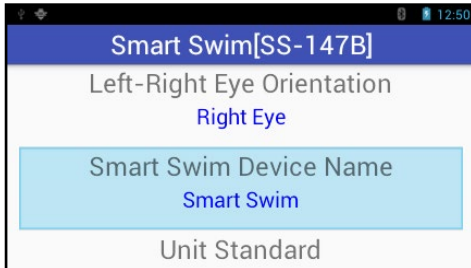 12:50
Smart Swim[SS-147B]
Left-Right Eye Orientation
Right Eye
Smart Swim Device Name
Smart Swim
Unit Standard